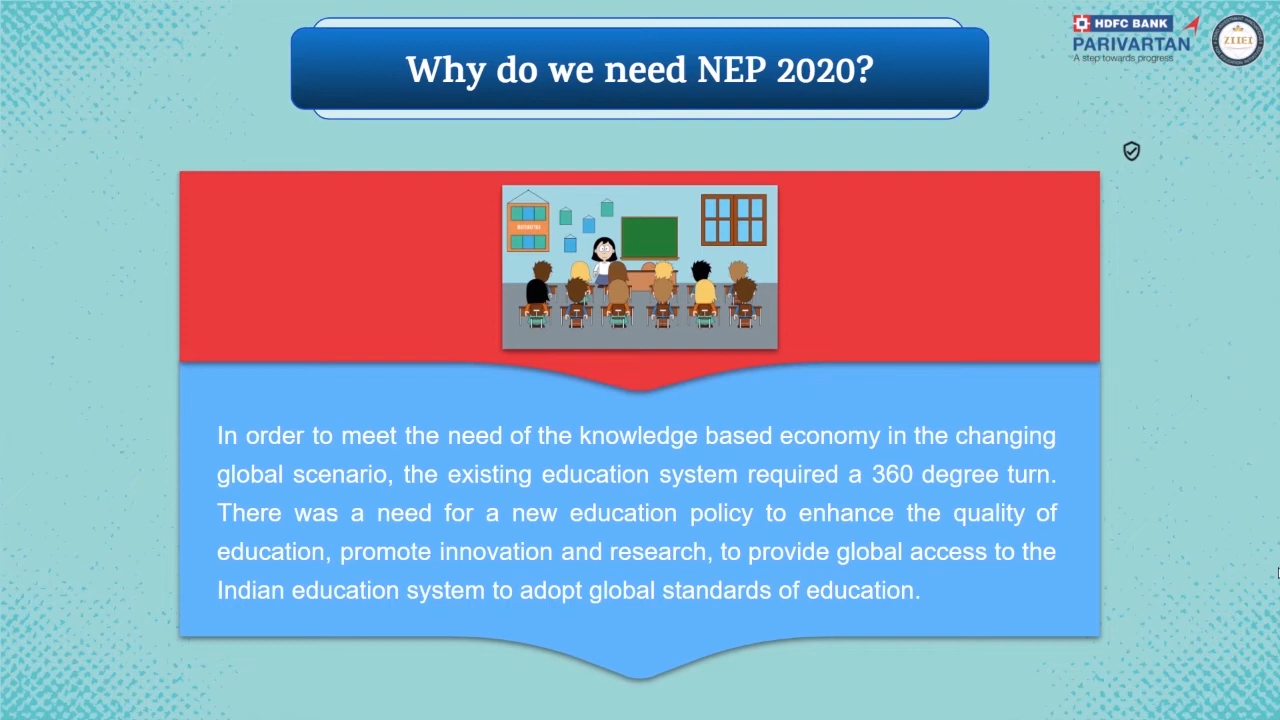 Why do we need NEP 2020?
HDFC BANK
PARIVARTAN
A step towards progress
ZIIEI
In order to meet the need of the knowledge based economy in the changing
global scenario, the existing education system required a 360 degree turn.
There was a need for a new education policy to enhance the quality of
education, promote innovation and research, to provide global access to the
Indian education system to adopt global standards of education.